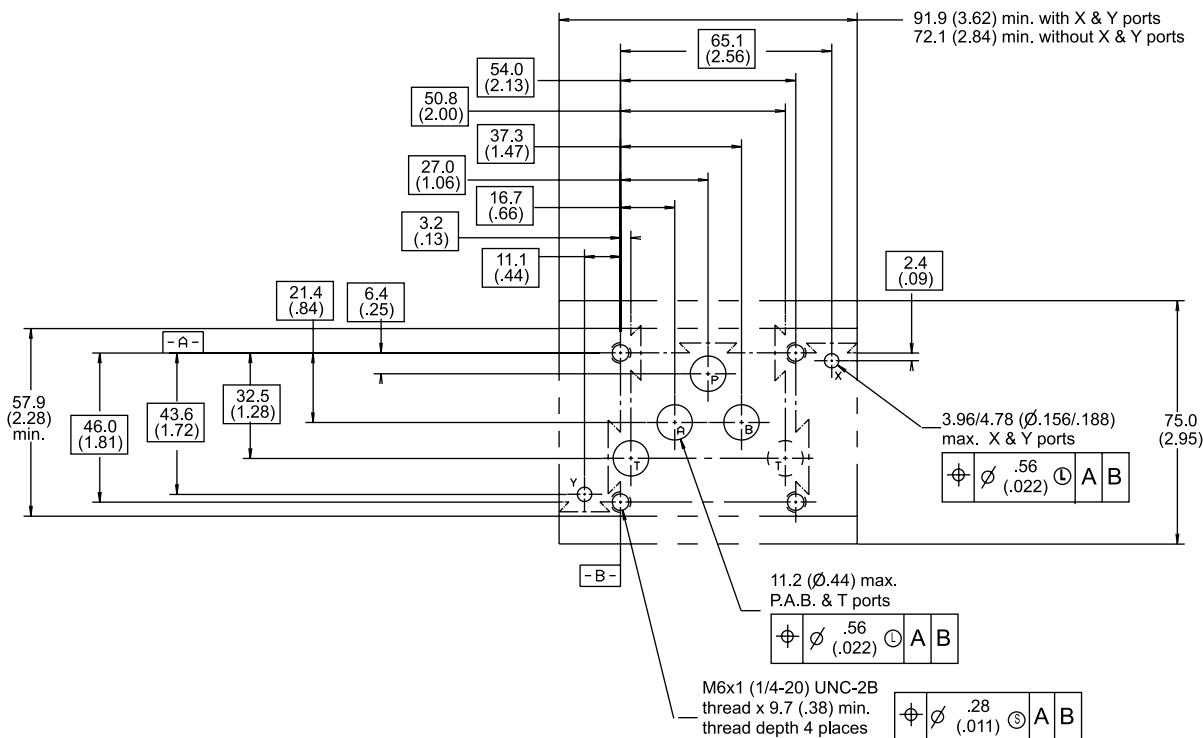 91.9 (3.62) min. with X & Y ports
72.1 (2.84) min. without X & Y ports
65.1
(2.56)
54.0
(2.13)
50.8
(2.00)
37.3
(1.47)
27.0
(1.06)
16.7
(.66)
3.2
(.13)
11.1
(.44)
2.4
(.09)
21.4
(.84)
6.4
(.25)
-A-
32.5
(1.28)
43.6
(1.72)
46.0
(1.81)
57.9
(2.28)
min.
P
X
A
B
T
T
Y
-B-
3.96/4.78 (Ø.156/.188)
max. X & Y ports
⌖ Ø .56 Ⓛ A B
(.022)
75.0
(2.95)
11.2 (Ø.44) max.
P.A.B. & T ports
⌖ Ø .56 Ⓛ A B
(.022)
M6x1 (1/4-20) UNC-2B
thread x 9.7 (.38) min.
thread depth 4 places
⌖ Ø .28 Ⓢ A B
(.011)